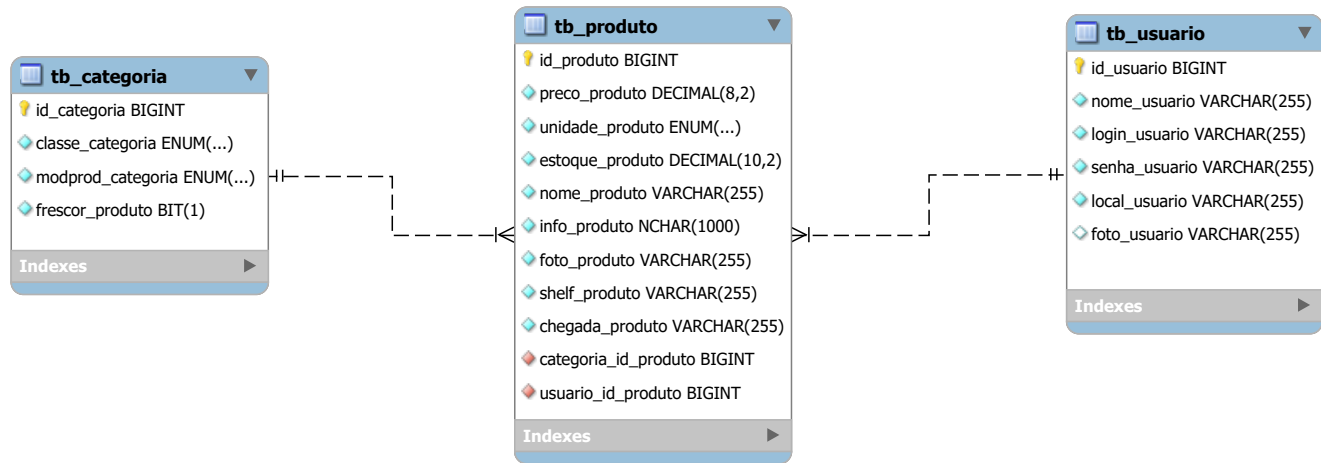 tb_categoria
id_categoria BIGINT
classe_categoria ENUM(...)
modprod_categoria ENUM(...)
frescor_produto BIT(1)
Indexes
tb_produto
id_produto BIGINT
preco_produto DECIMAL(8,2)
unidade_produto ENUM(...)
estoque_produto DECIMAL(10,2)
nome_produto VARCHAR(255)
info_produto NCHAR(1000)
foto_produto VARCHAR(255)
shelf_produto VARCHAR(255)
chegada_produto VARCHAR(255)
categoria_id_produto BIGINT
usuario_id_produto BIGINT
Indexes
tb_usuario
id_usuario BIGINT
nome_usuario VARCHAR(255)
login_usuario VARCHAR(255)
senha_usuario VARCHAR(255)
local_usuario VARCHAR(255)
foto_usuario VARCHAR(255)
Indexes